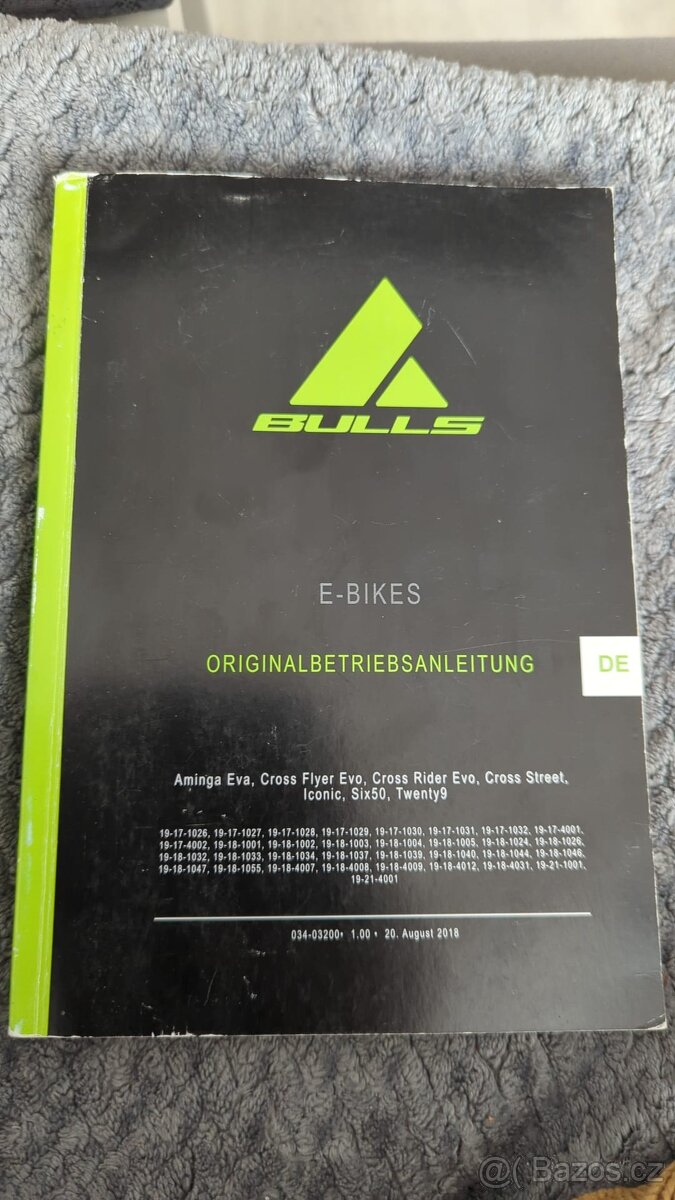 BULLS
E-BIKES
ORIGINALBETRIEBSANLEITUNG
DE
Aminga Eva, Cross Flyer Evo, Cross Rider Evo, Cross Street,
Iconic, Six50, Twenty9
19-17-1026, 19-17-1027, 19-17-1028, 19-17-1029, 19-17-1030, 19-17-1031, 19-17-1032, 19-17-4001,
19-17-4002, 19-18-1001, 19-18-1002, 19-18-1003, 19-18-1004, 19-18-1005, 19-18-1024, 19-18-1026,
19-18-1032, 19-18-1033, 19-18-1034, 19-18-1037, 19-18-1039, 19-18-1040, 19-18-1044, 19-18-1046,
19-18-1047, 19-18-1055, 19-18-4007, 19-18-4008, 19-18-4009, 19-18-4012, 19-18-4031, 19-21-1001,
19-21-4001
034-03200• 1.00 • 20. August 2018
@( Bazos.cz